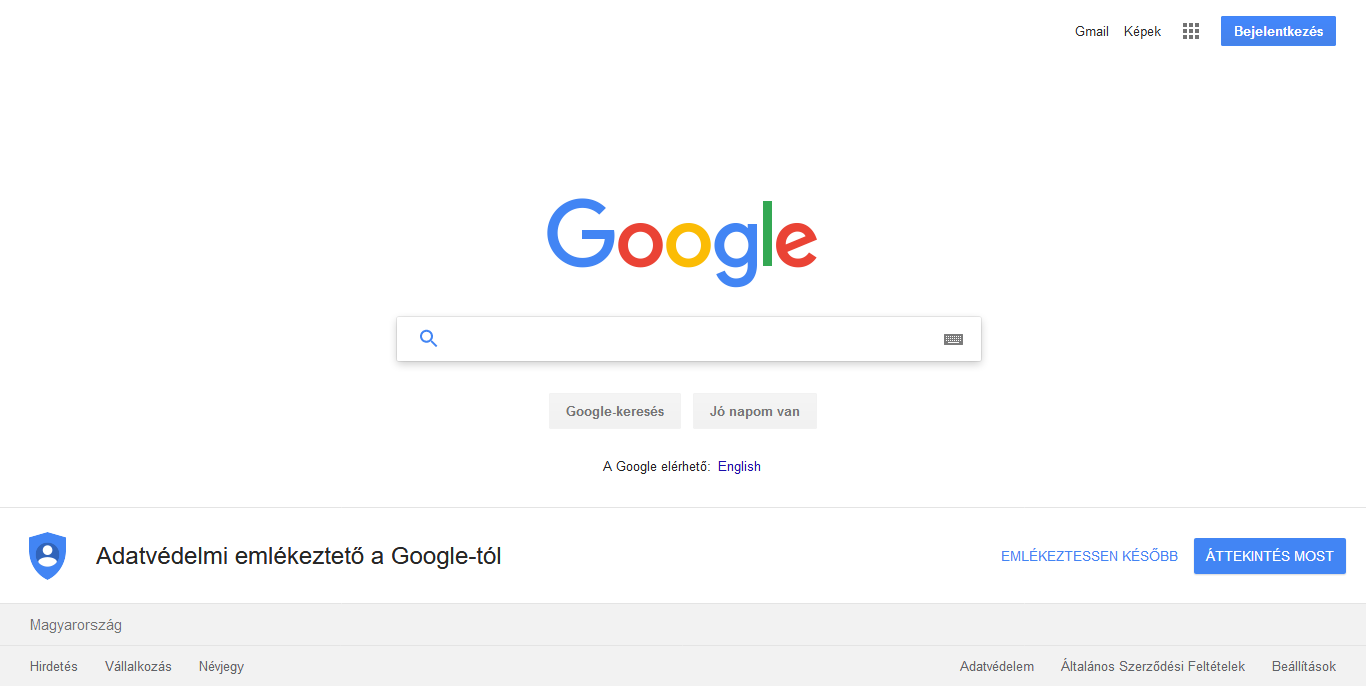 Gmail Képek Bejelentkezés
Google
Google-keresés Jó napom van
A Google elérhető: English
Adatvédelmi emlékeztető a Google-tól EMLÉKEZTESSEN KÉSŐBB ÁTTEKINTÉS MOST
Magyarország
Hirdetés Vállalkozás Névjegy Adatvédelem Általános Szerződési Feltételek Beállítások